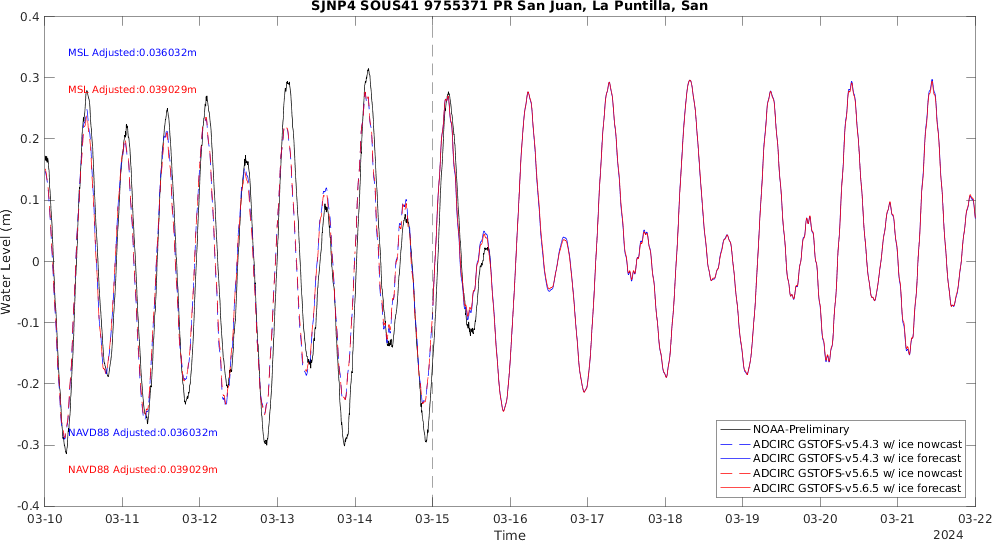 SJNP4 SOUS41 9755371 PR San Juan, La Puntilla, San
MSL Adjusted:0.036032m
MSL Adjusted:0.039029m
NAVD88 Adjusted:0.036032m
NAVD88 Adjusted:0.039029m
Water Level (m)
0.4
0.3
0.2
0.1
0
-0.1
-0.2
-0.3
-0.4
NOAA-Preliminary
ADCIRC GSTOFS-v5.4.3 w/ ice nowcast
ADCIRC GSTOFS-v5.4.3 w/ ice forecast
ADCIRC GSTOFS-v5.6.5 w/ ice nowcast
ADCIRC GSTOFS-v5.6.5 w/ ice forecast
03-10 03-11 03-12 03-13 03-14 03-15 03-16 03-17 03-18 03-19 03-20 03-21 03-22
Time
2024